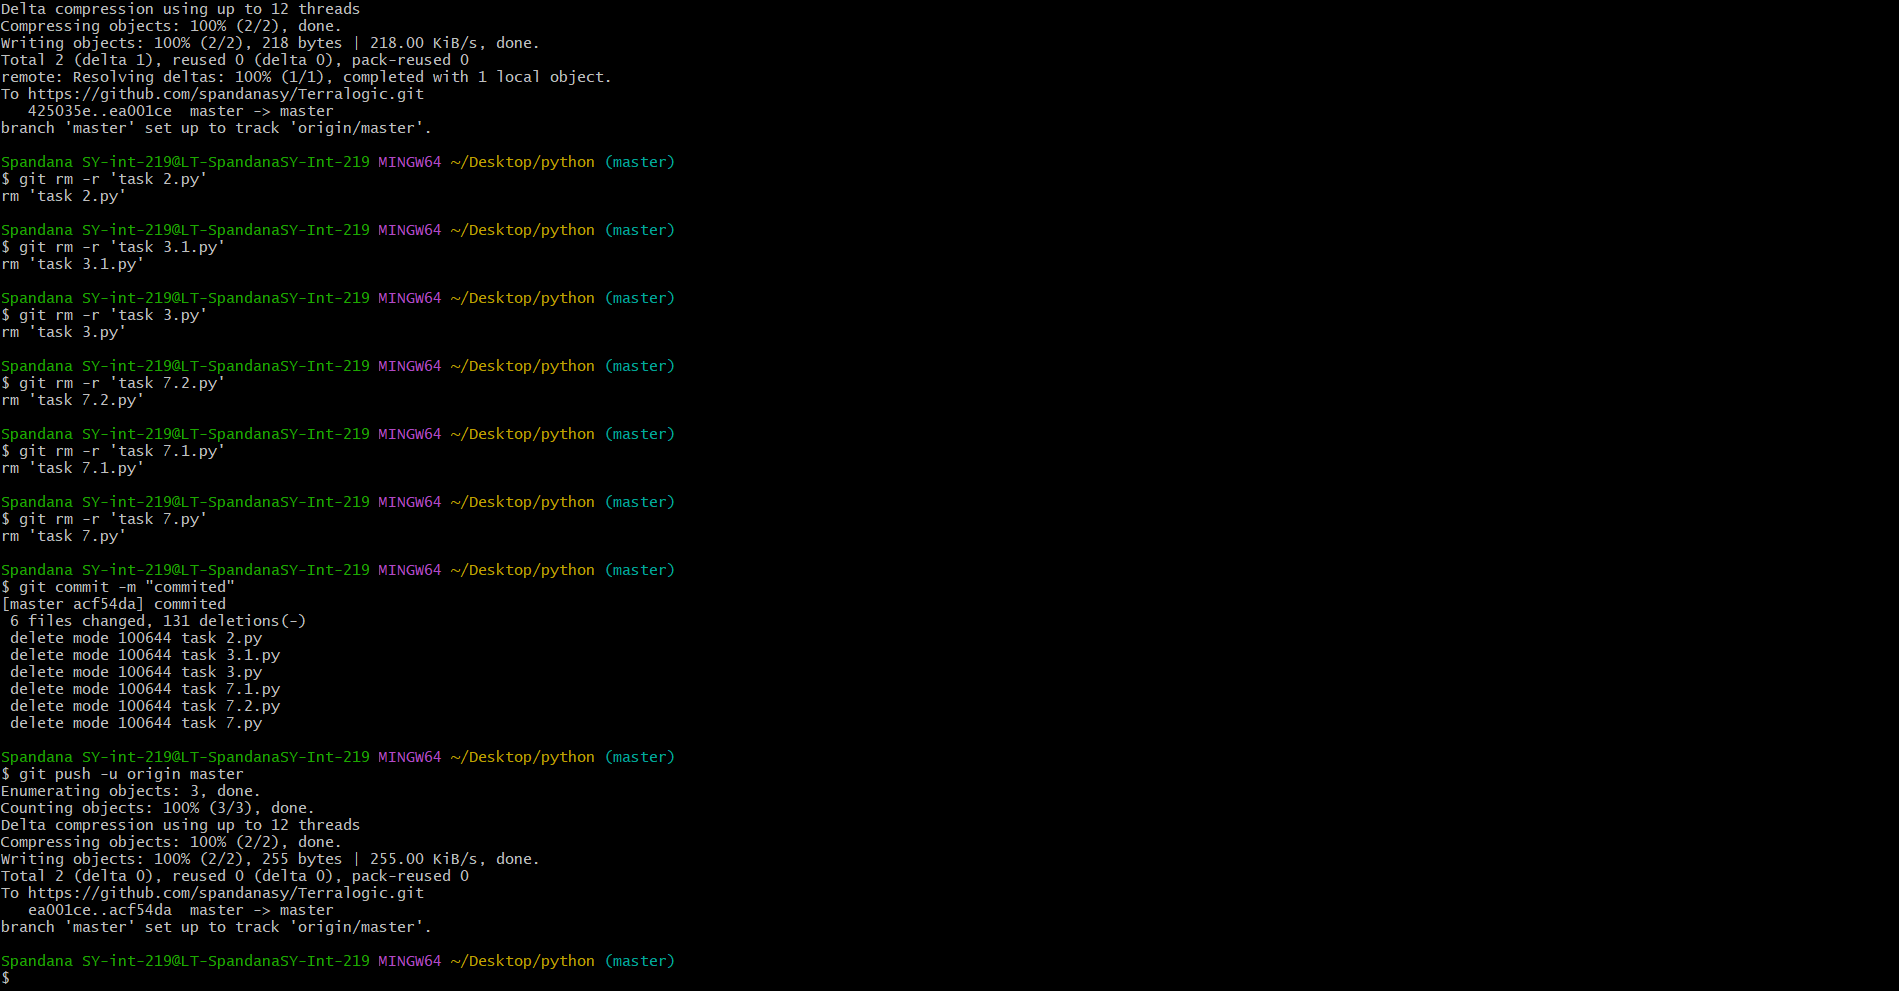 Delta compression using up to 12 threads
Compressing objects: 100% (2/2), done.
Writing objects: 100% (2/2), 218 bytes | 218.00 KiB/s, done.
Total 2 (delta 1), reused 0 (delta 0), pack-reused 0
remote: Resolving deltas: 100% (1/1), completed with 1 local object.
To https://github.com/spandanasy/Terralogic.git
   425035e..ea001ce  master -> master
branch 'master' set up to track 'origin/master'.
Spandana SY-int-219@LT-SpandanaSY-Int-219 MINGW64 ~/Desktop/python (master)
$ git rm -r 'task 2.py'
rm 'task 2.py'
Spandana SY-int-219@LT-SpandanaSY-Int-219 MINGW64 ~/Desktop/python (master)
$ git rm -r 'task 3.1.py'
rm 'task 3.1.py'
Spandana SY-int-219@LT-SpandanaSY-Int-219 MINGW64 ~/Desktop/python (master)
$ git rm -r 'task 3.py'
rm 'task 3.py'
Spandana SY-int-219@LT-SpandanaSY-Int-219 MINGW64 ~/Desktop/python (master)
$ git rm -r 'task 7.2.py'
rm 'task 7.2.py'
Spandana SY-int-219@LT-SpandanaSY-Int-219 MINGW64 ~/Desktop/python (master)
$ git rm -r 'task 7.1.py'
rm 'task 7.1.py'
Spandana SY-int-219@LT-SpandanaSY-Int-219 MINGW64 ~/Desktop/python (master)
$ git rm -r 'task 7.py'
rm 'task 7.py'
Spandana SY-int-219@LT-SpandanaSY-Int-219 MINGW64 ~/Desktop/python (master)
$ git commit -m "commited"
[master acf54da] commited
 6 files changed, 131 deletions(-)
 delete mode 100644 task 2.py
 delete mode 100644 task 3.1.py
 delete mode 100644 task 3.py
 delete mode 100644 task 7.1.py
 delete mode 100644 task 7.2.py
 delete mode 100644 task 7.py
Spandana SY-int-219@LT-SpandanaSY-Int-219 MINGW64 ~/Desktop/python (master)
$ git push -u origin master
Enumerating objects: 3, done.
Counting objects: 100% (3/3), done.
Delta compression using up to 12 threads
Compressing objects: 100% (2/2), done.
Writing objects: 100% (2/2), 255 bytes | 255.00 KiB/s, done.
Total 2 (delta 0), reused 0 (delta 0), pack-reused 0
To https://github.com/spandanasy/Terralogic.git
   ea001ce..acf54da  master -> master
branch 'master' set up to track 'origin/master'.
Spandana SY-int-219@LT-SpandanaSY-Int-219 MINGW64 ~/Desktop/python (master)
$